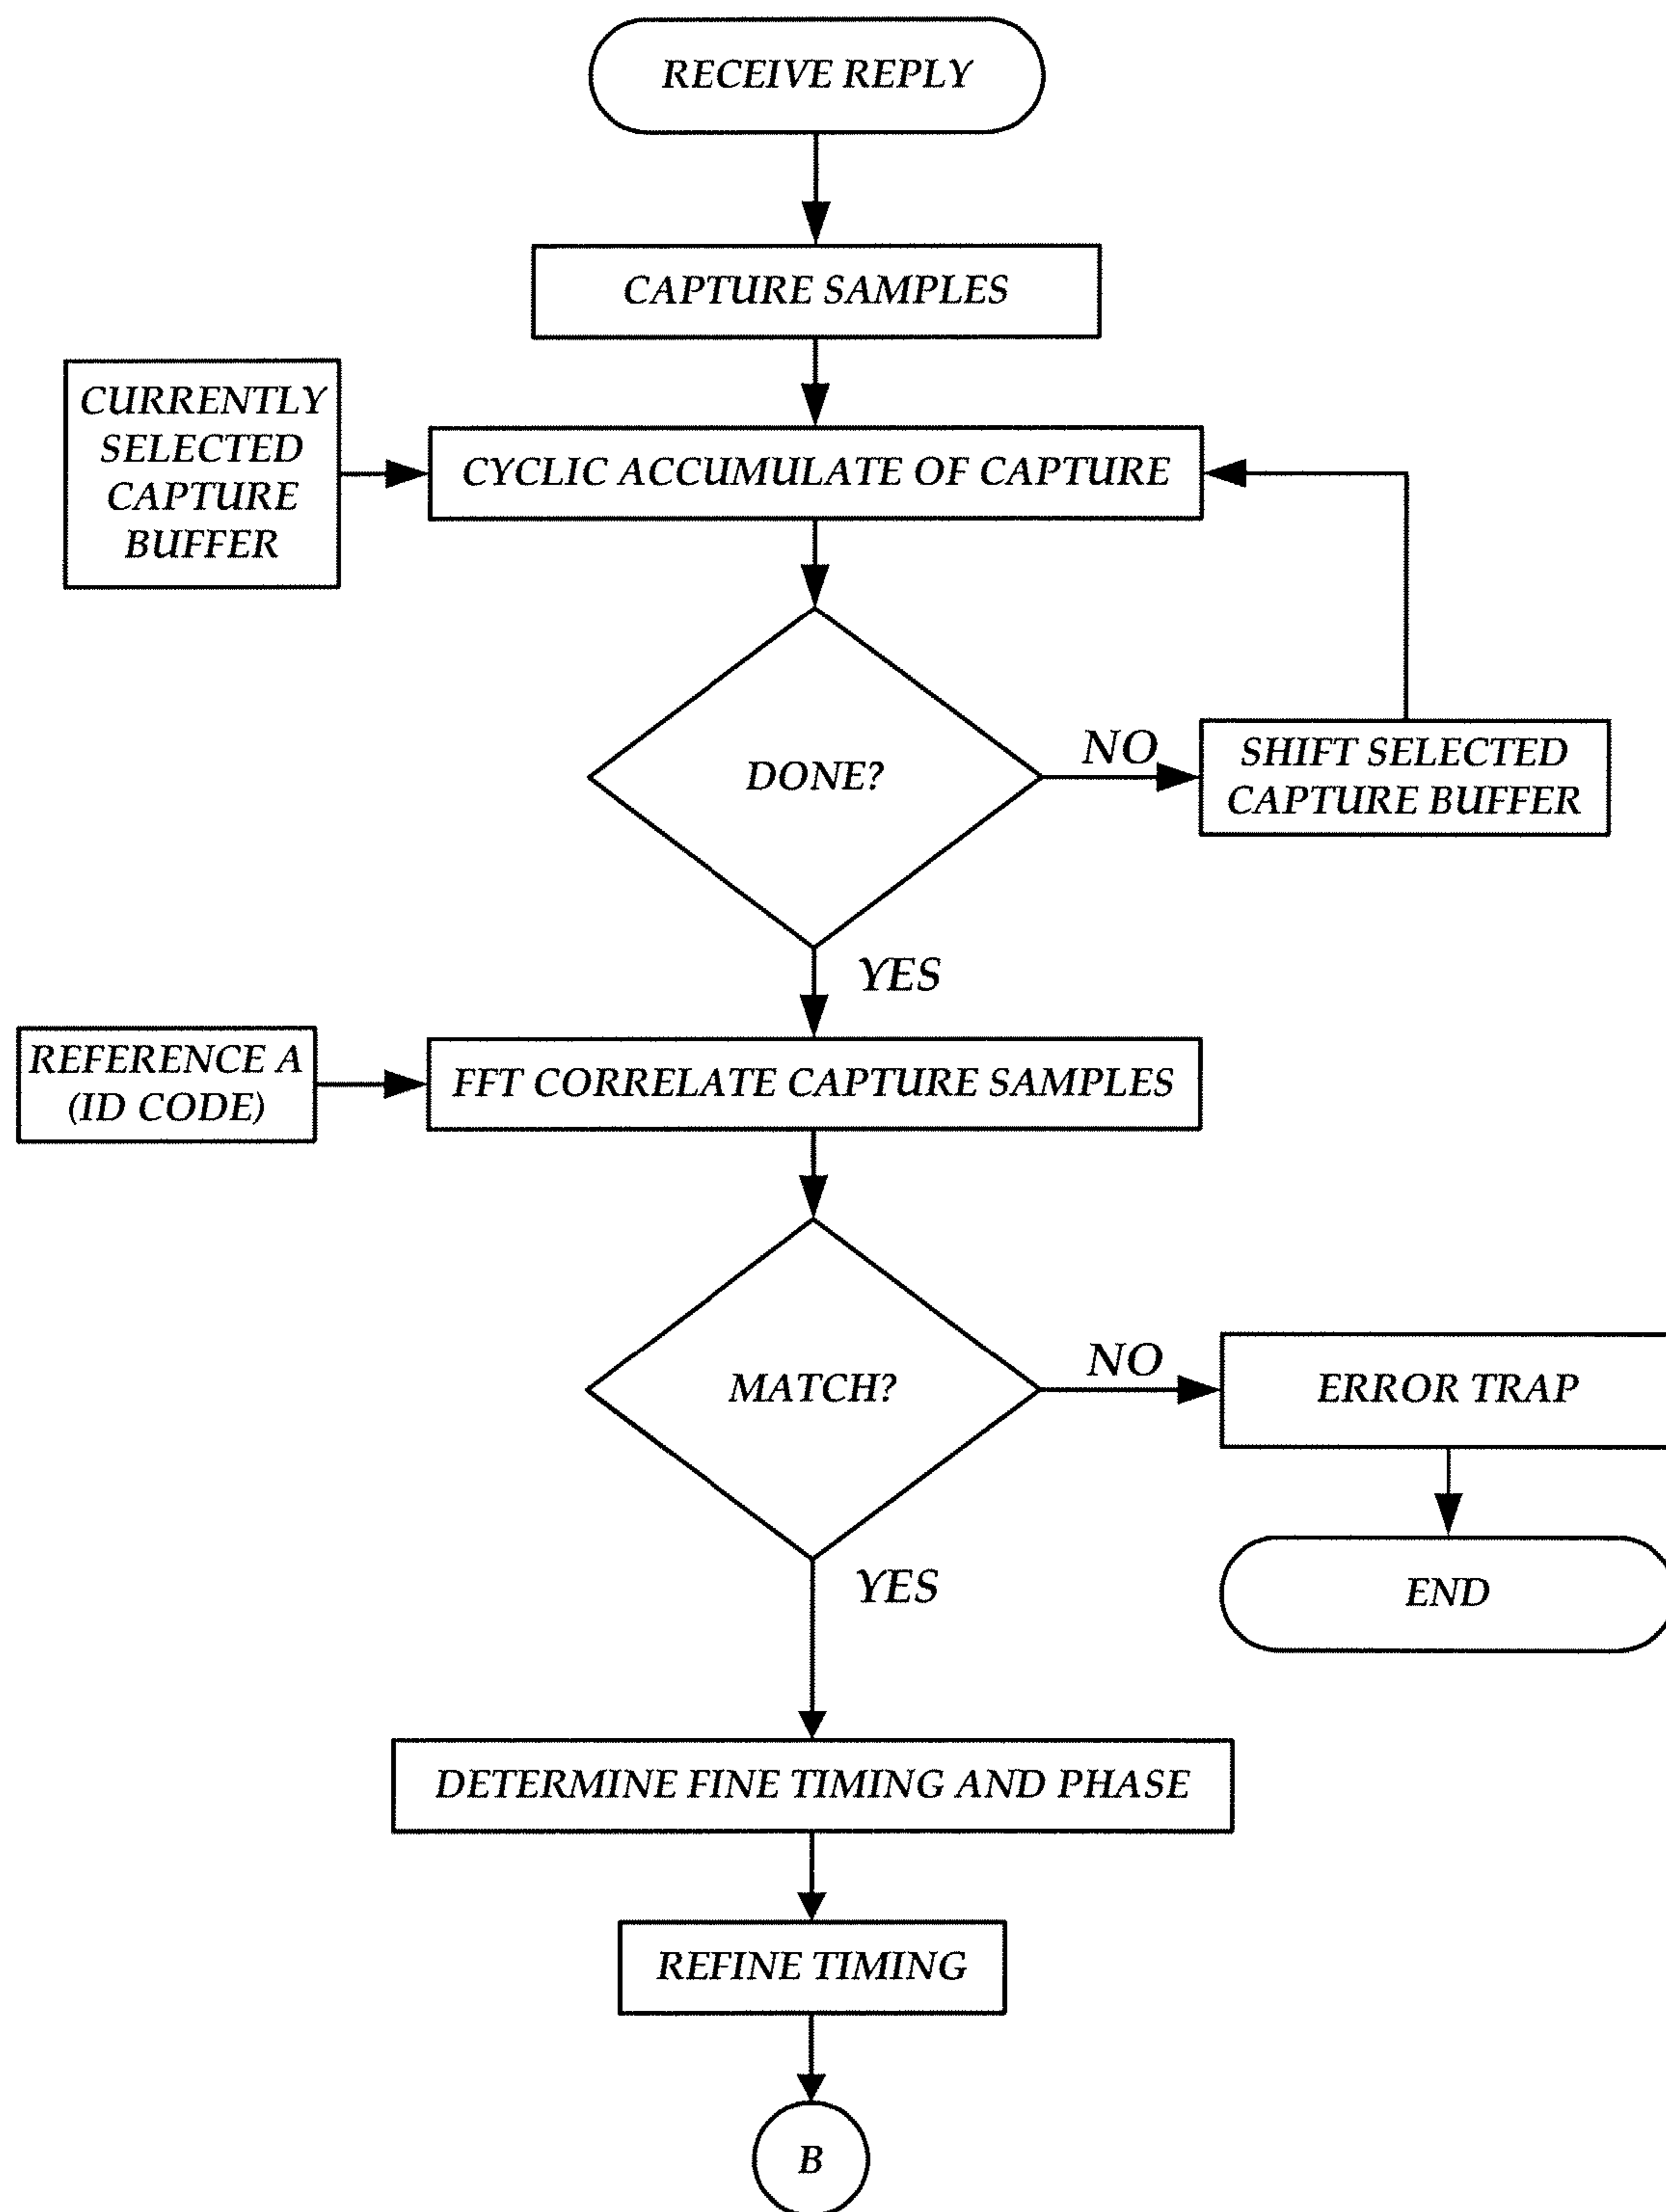 RECEIVE REPLY
CAPTURE SAMPLES
CURRENTLY
SELECTED
CAPTURE
BUFFER
CYCLIC ACCUMULATE OF CAPTURE
DONE?
NO
SHIFT SELECTED
CAPTURE BUFFER
YES
REFERENCE A
(ID CODE)
FFT CORRELATE CAPTURE SAMPLES
MATCH?
NO
ERROR TRAP
YES
END
DETERMINE FINE TIMING AND PHASE
REFINE TIMING
B